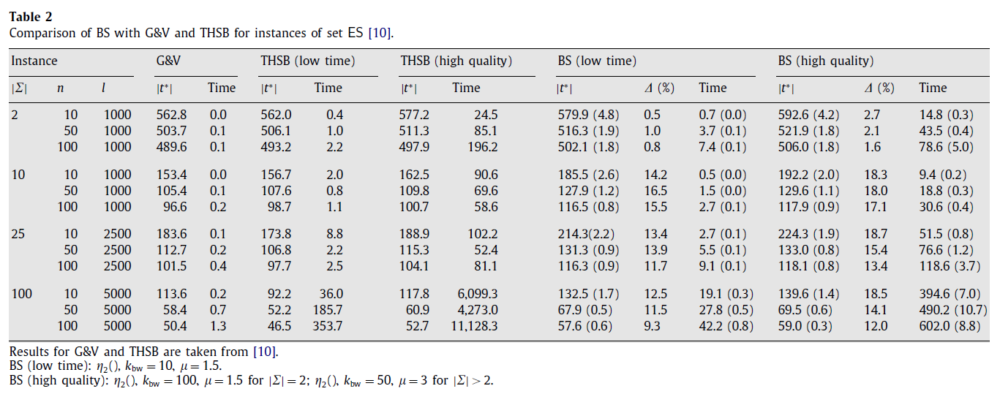 Table 2
Comparison of BS with G&V and THSB for instances of set ES [10].
Instance G&V THSB (low time) THSB (high quality) BS (low time) BS (high quality)
|Σ| n l |t*| Time |t*| Time |t*| Time |t*| Δ (%) Time |t*| Δ (%) Time
2 10 1000 562.8 0.0 562.0 0.4 577.2 24.5 579.9 (4.8) 0.5 0.7 (0.0) 592.6 (4.2) 2.7 14.8 (0.3)
50 1000 503.7 0.1 506.1 1.0 511.3 85.1 516.3 (1.9) 1.0 3.7 (0.1) 521.9 (1.8) 2.1 43.5 (0.4)
100 1000 489.6 0.1 493.2 2.2 497.9 196.2 502.1 (1.8) 0.8 7.4 (0.1) 506.0 (1.8) 1.6 78.6 (5.0)
10 10 1000 153.4 0.0 156.7 2.0 162.5 90.6 185.5 (2.6) 14.2 0.5 (0.0) 192.2 (2.0) 18.3 9.4 (0.2)
50 1000 105.4 0.1 107.6 0.8 109.8 69.6 127.9 (1.2) 16.5 1.5 (0.0) 129.6 (1.1) 18.0 18.8 (0.3)
100 1000 96.6 0.2 98.7 1.1 100.7 58.6 116.5 (0.8) 15.5 2.7 (0.1) 117.9 (0.9) 17.1 30.6 (0.4)
25 10 2500 183.6 0.1 173.8 8.8 188.9 102.2 214.3(2.2) 13.4 2.7 (0.1) 224.3 (1.9) 18.7 51.5 (0.8)
50 2500 112.7 0.2 106.8 2.2 115.3 52.4 131.3 (0.9) 13.9 5.5 (0.1) 133.0 (0.8) 15.4 76.6 (1.2)
100 2500 101.5 0.4 97.7 2.5 104.1 81.1 116.3 (0.9) 11.7 9.1 (0.1) 118.1 (0.8) 13.4 118.6 (3.7)
100 10 5000 113.6 0.2 92.2 36.0 117.8 6,099.3 132.5 (1.7) 12.5 19.1 (0.3) 139.6 (1.4) 18.5 394.6 (7.0)
50 5000 58.4 0.7 52.2 185.7 60.9 4,273.0 67.9 (0.5) 11.5 27.8 (0.5) 69.5 (0.6) 14.1 490.2 (10.7)
100 5000 50.4 1.3 46.5 353.7 52.7 11,128.3 57.6 (0.6) 9.3 42.2 (0.8) 59.0 (0.3) 12.0 602.0 (8.8)
Results for G&V and THSB are taken from [10].
BS (low time): η2(), kbw = 10, μ = 1.5.
BS (high quality): η2(), kbw = 100, μ = 1.5 for |Σ| = 2; η2(), kbw = 50, μ = 3 for |Σ| > 2.